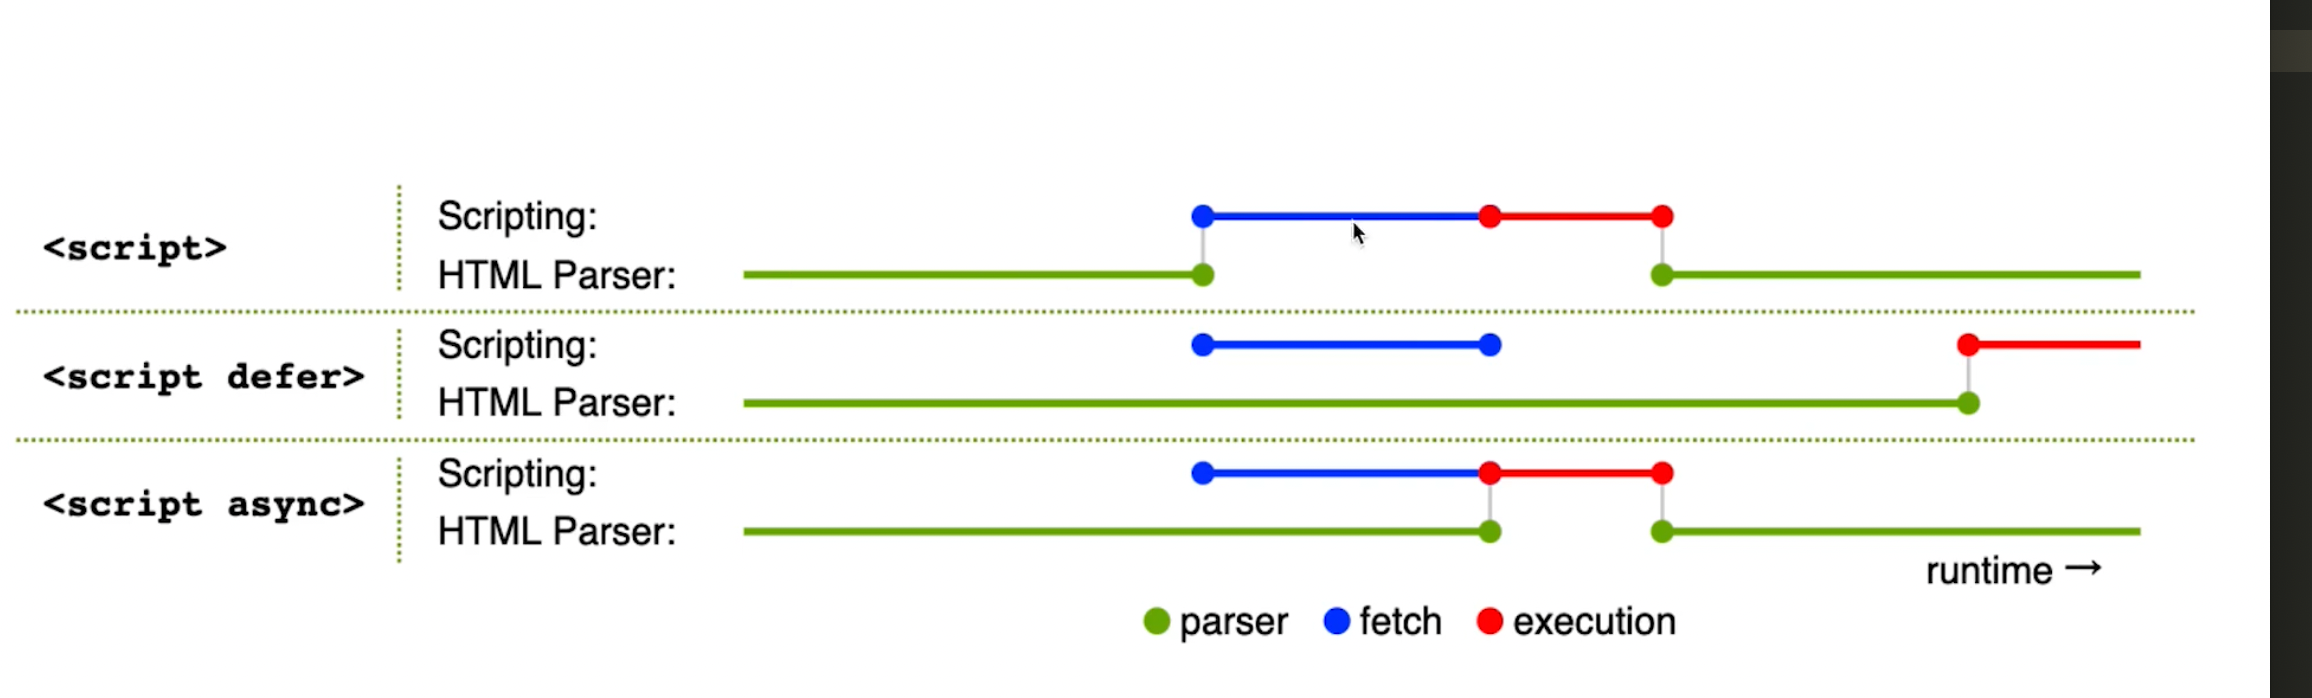 <script>
Scripting:
HTML Parser:
<script defer>
Scripting:
HTML Parser:
<script async>
Scripting:
HTML Parser:
runtime →
parser fetch execution